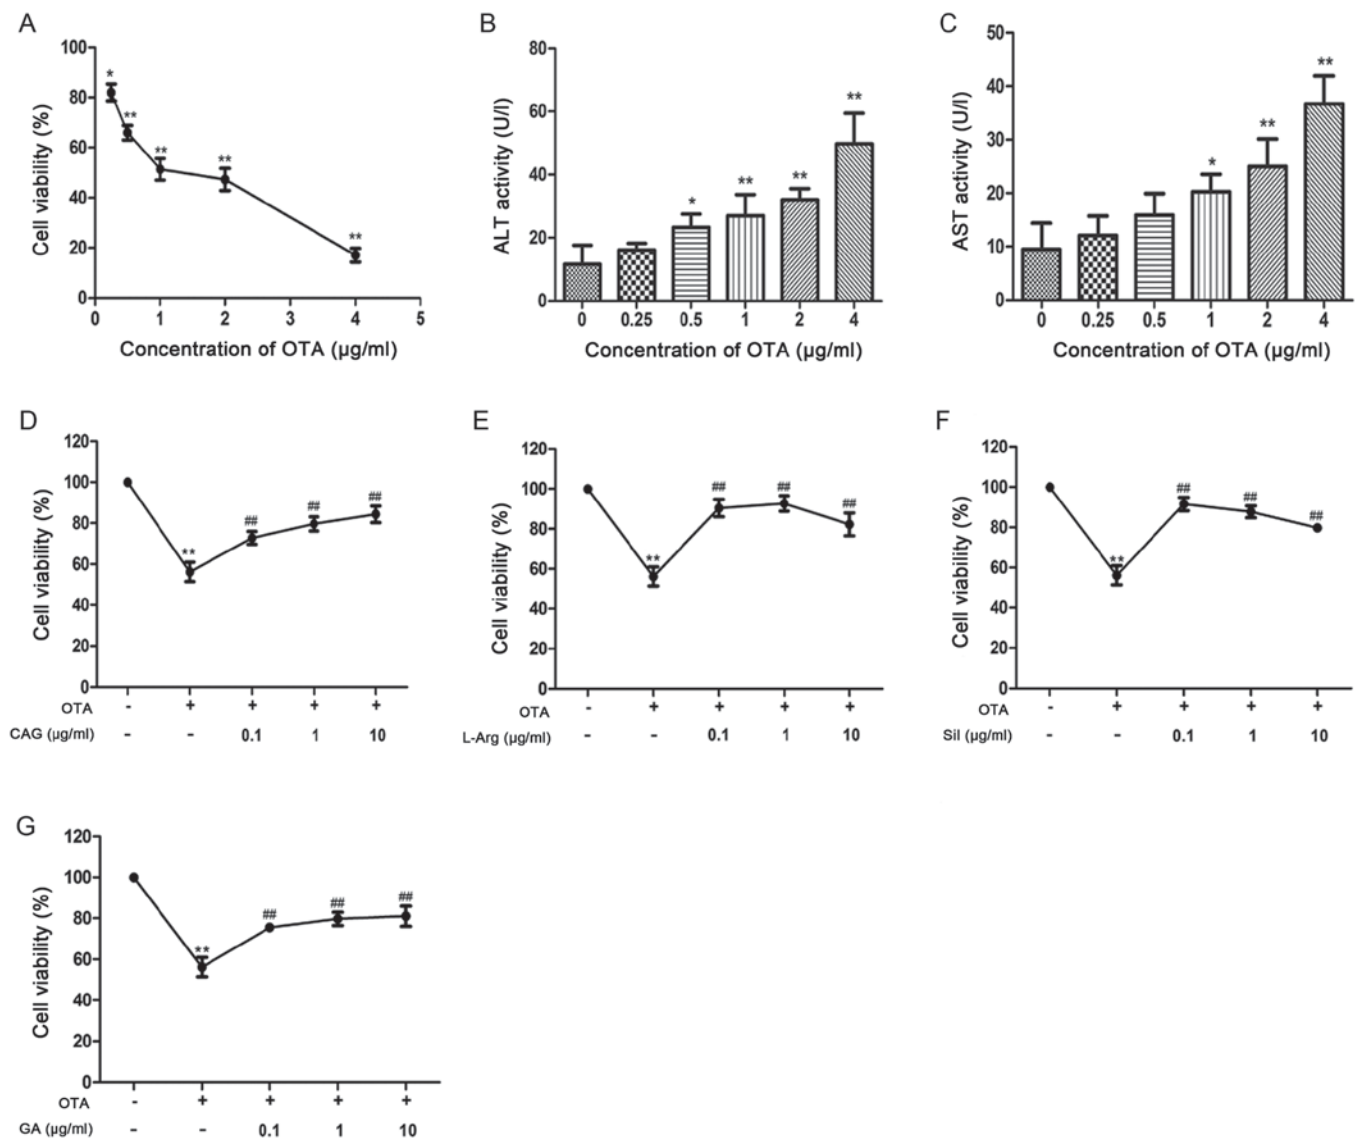 A
Cell viability (%)
100
80
60
40
20
0
*
**
**
**
**
0 1 2 3 4 5
Concentration of OTA (µg/ml)
B
ALT activity (U/l)
80
60
40
20
0
*
**
**
**
0 0.25 0.5 1 2 4
Concentration of OTA (µg/ml)
C
AST activity (U/l)
50
40
30
20
10
0
*
**
**
0 0.25 0.5 1 2 4
Concentration of OTA (µg/ml)
D
Cell viability (%)
120
100
80
60
40
20
0
**
##
##
##
OTA - + + + +
CAG (µg/ml) - - 0.1 1 10
E
Cell viability (%)
120
100
80
60
40
20
0
**
##
##
##
OTA - + + + +
L-Arg (µg/ml) - - 0.1 1 10
F
Cell viability (%)
120
100
80
60
40
20
0
**
##
##
##
OTA - + + + +
Sil (µg/ml) - - 0.1 1 10
G
Cell viability (%)
120
100
80
60
40
20
0
**
##
##
##
OTA - + + + +
GA (µg/ml) - - 0.1 1 10